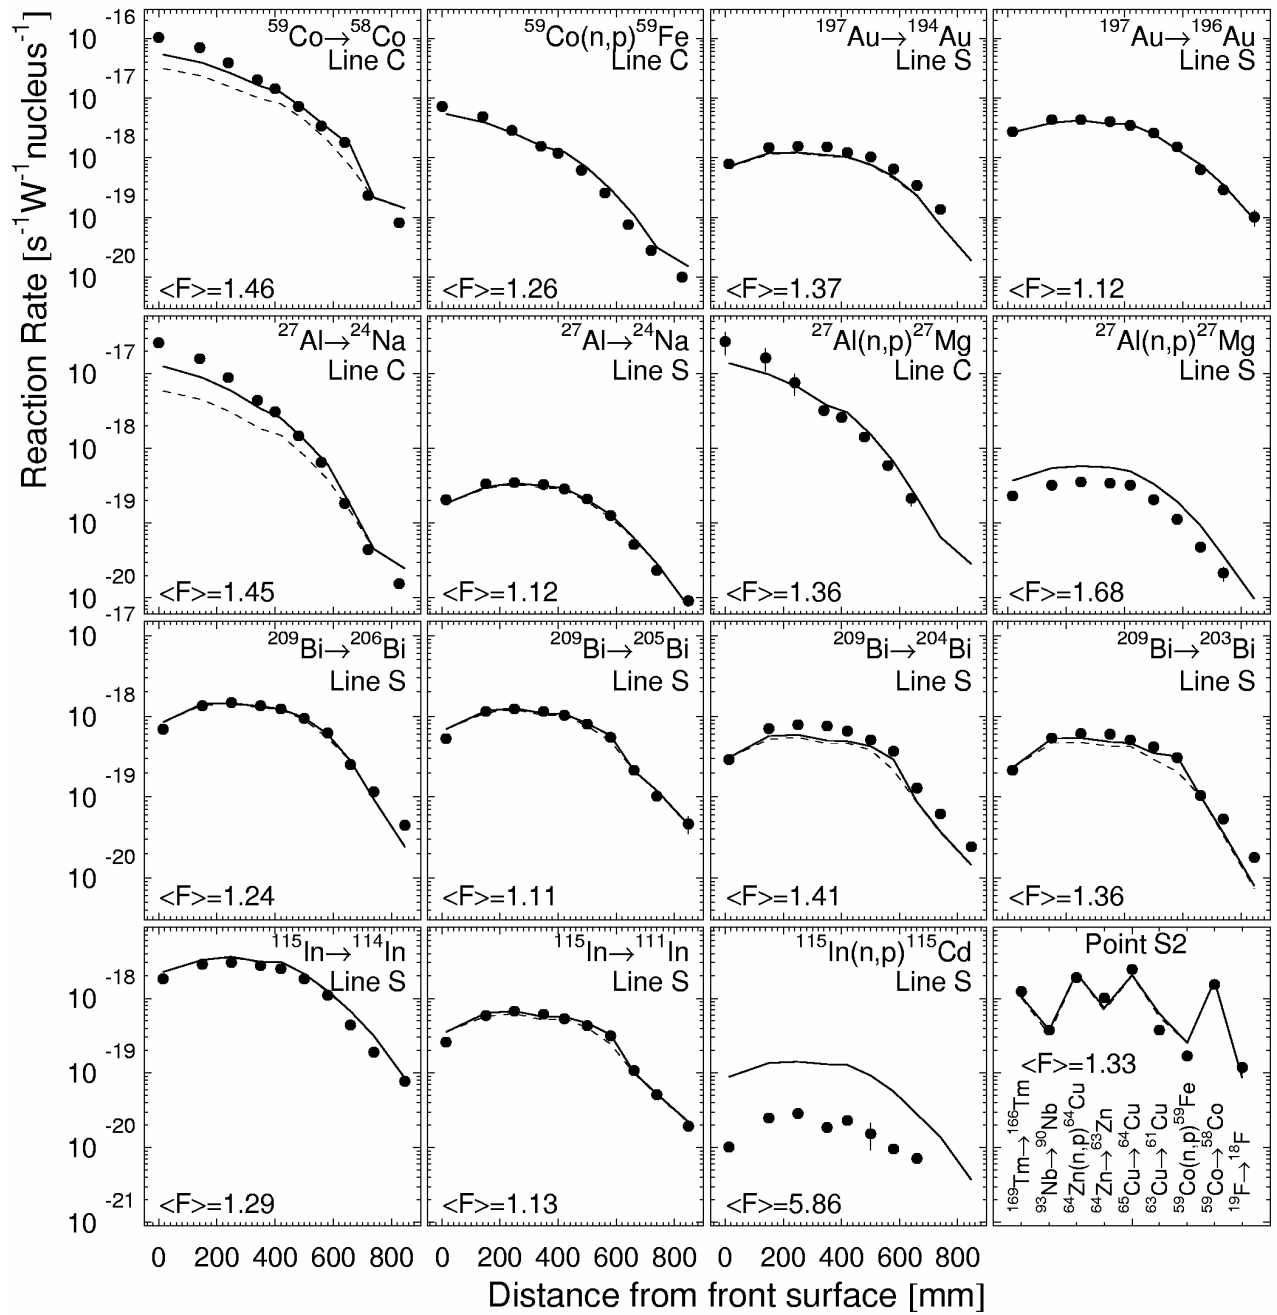 Reaction Rate [s⁻¹W⁻¹nucleus⁻¹]
10⁻¹⁶
10⁻¹⁷
10⁻¹⁸
10⁻¹⁹
10⁻²⁰
⁵⁹Co→⁵⁸Co
Line C
<F>=1.46
⁵⁹Co(n,p)⁵⁹Fe
Line C
<F>=1.26
¹⁹⁷Au→¹⁹⁴Au
Line S
<F>=1.37
¹⁹⁷Au→¹⁹⁶Au
Line S
<F>=1.12
10⁻¹⁷
10⁻¹⁸
10⁻¹⁹
10⁻²⁰
²⁷Al→²⁴Na
Line C
<F>=1.45
²⁷Al→²⁴Na
Line S
<F>=1.12
²⁷Al(n,p)²⁷Mg
Line C
<F>=1.36
²⁷Al(n,p)²⁷Mg
Line S
<F>=1.68
10⁻¹⁷
10⁻¹⁸
10⁻¹⁹
10⁻²⁰
²⁰⁹Bi→²⁰⁶Bi
Line S
<F>=1.24
²⁰⁹Bi→²⁰⁵Bi
Line S
<F>=1.11
²⁰⁹Bi→²⁰⁴Bi
Line S
<F>=1.41
²⁰⁹Bi→²⁰³Bi
Line S
<F>=1.36
10⁻¹⁸
10⁻¹⁹
10⁻²⁰
10⁻²¹
¹¹⁵In→¹¹⁴In
Line S
<F>=1.29
¹¹⁵In→¹¹¹In
Line S
<F>=1.13
¹¹⁵In(n,p)¹¹⁵Cd
Line S
<F>=5.86
Point S2
<F>=1.33
¹⁶⁹Tm→¹⁶⁶Tm
⁹³Nb→⁹⁰Nb
⁶⁴Zn(n,p)⁶⁴Cu
⁶⁴Zn→⁶³Zn
⁶⁵Cu→⁶⁴Cu
⁶³Cu→⁶¹Cu
⁵⁹Co(n,p)⁵⁹Fe
⁵⁹Co→⁵⁸Co
¹⁹F→¹⁸F
0 200 400 600 800 0 200 400 600 800 0 200 400 600 800
Distance from front surface [mm]